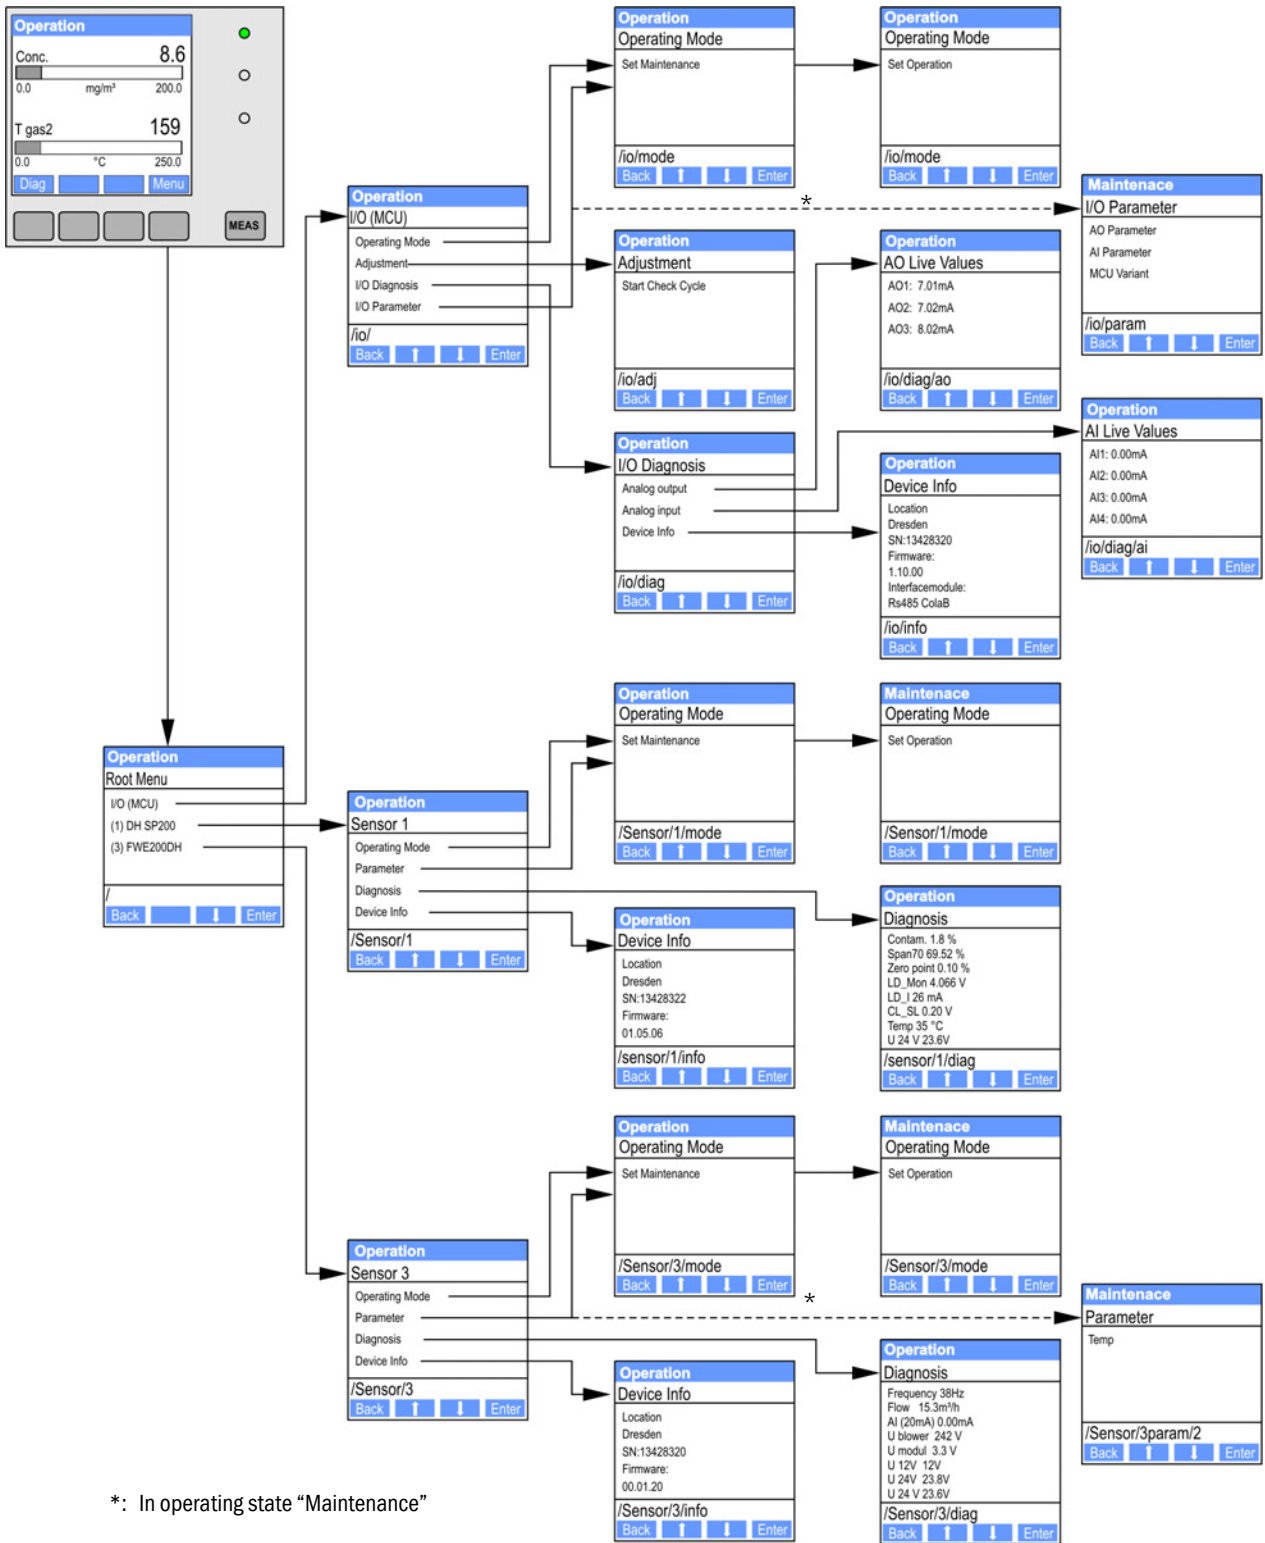 Operation
Conc. 8.6
0.0 mg/m³ 200.0
T gas2 159
0.0 °C 250.0
Diag Menu
MEAS
Operation
Root Menu
I/O (MCU)
(1) DH SP200
(3) FWE200DH
/
Back Enter
Operation
I/O (MCU)
Operating Mode
Adjustment
I/O Diagnosis
I/O Parameter
/io/
Back Enter
Operation
Operating Mode
Set Maintenance
/io/mode
Back Enter
Operation
Operating Mode
Set Operation
/io/mode
Back Enter
*
Maintenace
I/O Parameter
AO Parameter
AI Parameter
MCU Variant
/io/param
Back Enter
Operation
Adjustment
Start Check Cycle
/io/adj
Back Enter
Operation
AO Live Values
AO1: 7.01mA
AO2: 7.02mA
AO3: 8.02mA
/io/diag/ao
Back Enter
Operation
AI Live Values
AI1: 0.00mA
AI2: 0.00mA
AI3: 0.00mA
AI4: 0.00mA
/io/diag/ai
Back Enter
Operation
I/O Diagnosis
Analog output
Analog input
Device Info
/io/diag
Back Enter
Operation
Device Info
Location
Dresden
SN:13428320
Firmware:
1.10.00
Interfacemodule:
Rs485 ColaB
/io/info
Back Enter
Operation
Sensor 1
Operating Mode
Parameter
Diagnosis
Device Info
/Sensor/1
Back Enter
Operation
Operating Mode
Set Maintenance
/Sensor/1/mode
Back Enter
Maintenace
Operating Mode
Set Operation
/Sensor/1/mode
Back Enter
Operation
Device Info
Location
Dresden
SN:13428322
Firmware:
01.05.06
/sensor/1/info
Back Enter
Operation
Diagnosis
Contam. 1.8 %
Span70 69.52 %
Zero point 0.10 %
LD_Mon 4.066 V
LD_I 26 mA
CL_SL 0.20 V
Temp 35 °C
U 24 V 23.6V
/sensor/1/diag
Back Enter
Operation
Sensor 3
Operating Mode
Parameter
Diagnosis
Device Info
/Sensor/3
Back Enter
Operation
Operating Mode
Set Maintenance
/Sensor/3/mode
Back Enter
Maintenace
Operating Mode
Set Operation
/Sensor/3/mode
Back Enter
*
Maintenace
Parameter
Temp
/Sensor/3param/2
Back Enter
Operation
Device Info
Location
Dresden
SN:13428320
Firmware:
00.01.20
/Sensor/3/info
Back Enter
Operation
Diagnosis
Frequency 38Hz
Flow 15.3m³/h
AI (20mA) 0.00mA
U blower 242 V
U modul 3.3 V
U 12V 12V
U 24V 23.8V
U 24 V 23.6V
/Sensor/3/diag
Back Enter
*: In operating state “Maintenance”